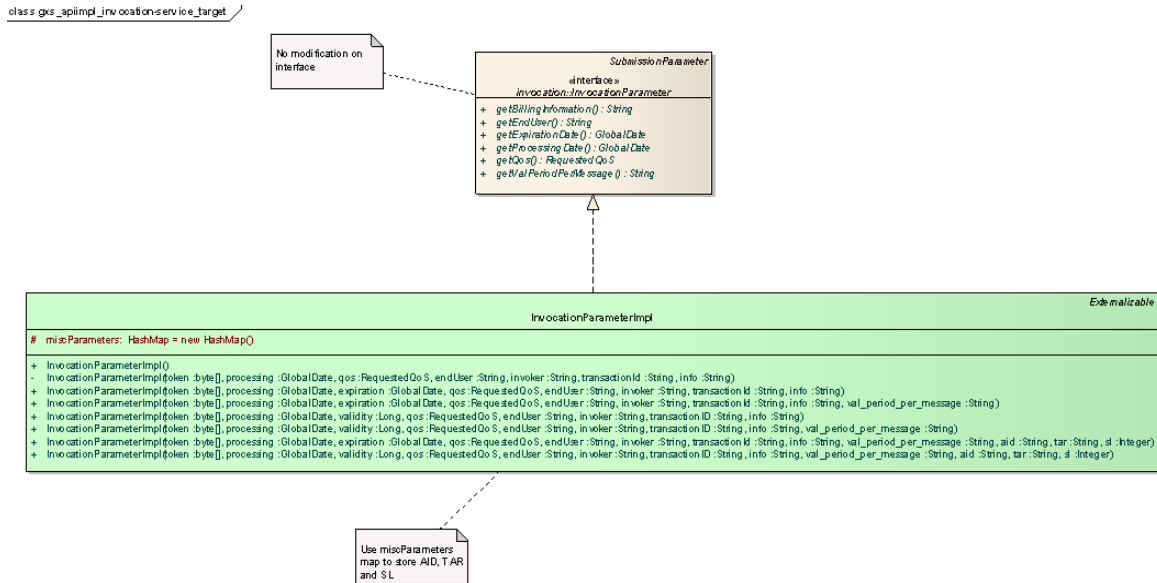 class gxs_apiimpl_invocation-service_target
No modification on
interface
SubmissionParameter
«interface»
invocation::InvocationParameter
+ getBillingInformation() : String
+ getEndUser() : String
+ getExpirationDate() : GlobalDate
+ getProcessingDate() : GlobalDate
+ getQos() : RequestedQoS
+ getValPeriodPerMessage() : String
Externalizable
InvocationParameterImpl
# miscParameters: HashMap = new HashMap()
+ InvocationParameterImpl()
- InvocationParameterImpl(token :byte[], processing :GlobalDate, qos :RequestedQoS, endUser :String, invoker :String, transactionId :String, info :String)
+ InvocationParameterImpl(token :byte[], processing :GlobalDate, expiration :GlobalDate, qos :RequestedQoS, endUser :String, invoker :String, transactionId :String, info :String)
+ InvocationParameterImpl(token :byte[], processing :GlobalDate, expiration :GlobalDate, qos :RequestedQoS, endUser :String, invoker :String, transactionId :String, info :String, val_period_per_message :String)
+ InvocationParameterImpl(token :byte[], processing :GlobalDate, validity :Long, qos :RequestedQoS, endUser :String, invoker :String, transactionID :String, info :String)
+ InvocationParameterImpl(token :byte[], processing :GlobalDate, validity :Long, qos :RequestedQoS, endUser :String, invoker :String, transactionID :String, info :String, val_period_per_message :String)
+ InvocationParameterImpl(token :byte[], processing :GlobalDate, expiration :GlobalDate, qos :RequestedQoS, endUser :String, invoker :String, transactionId :String, info :String, val_period_per_message :String, aid :String, tar :String, sl :Integer)
+ InvocationParameterImpl(token :byte[], processing :GlobalDate, validity :Long, qos :RequestedQoS, endUser :String, invoker :String, transactionID :String, info :String, val_period_per_message :String, aid :String, tar :String, sl :Integer)
Use miscParameters
map to store AID, TAR
and SL